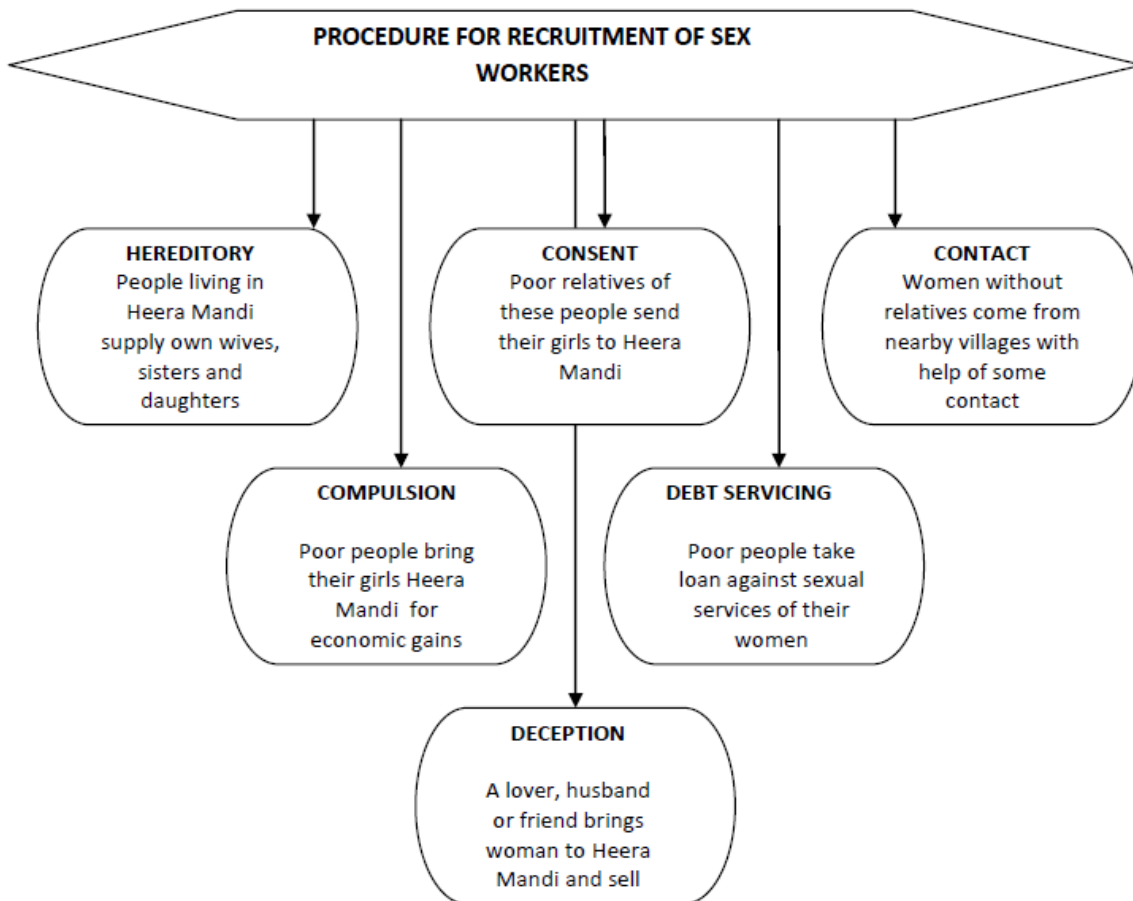 PROCEDURE FOR RECRUITMENT OF SEX
WORKERS
HEREDITORY
People living in
Heera Mandi
supply own wives,
sisters and
daughters
CONSENT
Poor relatives of
these people send
their girls to Heera
Mandi
CONTACT
Women without
relatives come from
nearby villages with
help of some
contact
COMPULSION
Poor people bring
their girls Heera
Mandi for
economic gains
DEBT SERVICING
Poor people take
loan against sexual
services of their
women
DECEPTION
A lover, husband
or friend brings
woman to Heera
Mandi and sell